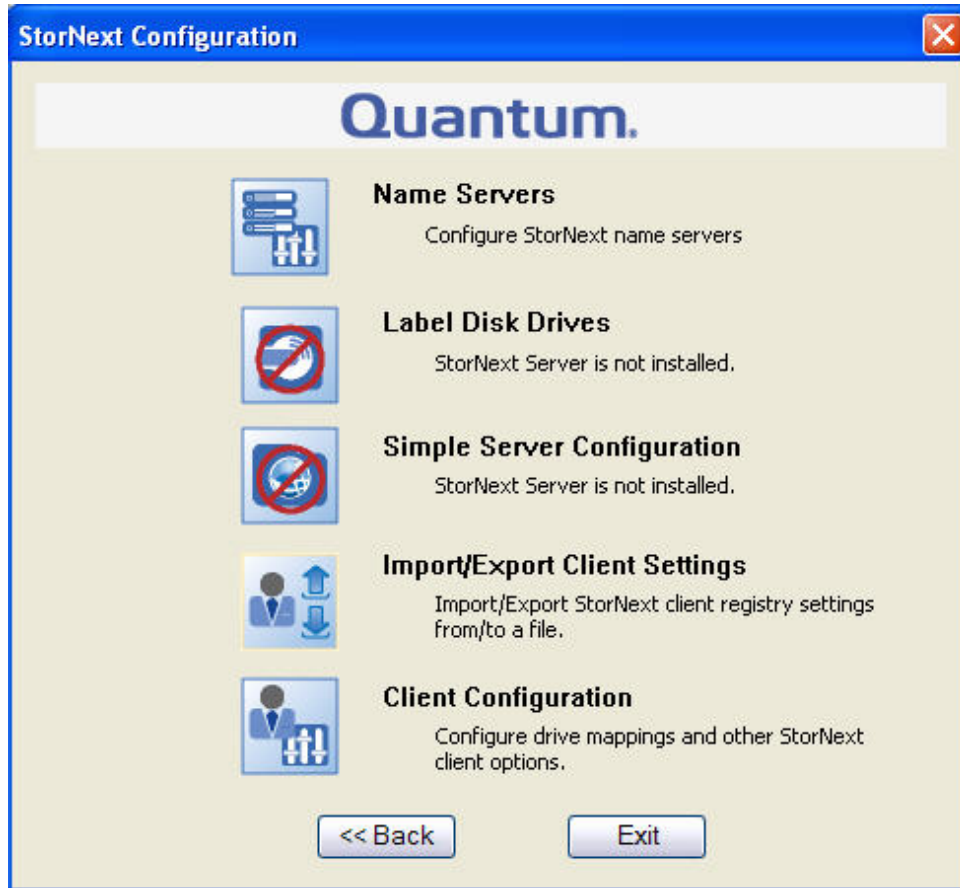 StorNext Configuration
Quantum.
Name Servers
Configure StorNext name servers
Label Disk Drives
StorNext Server is not installed.
Simple Server Configuration
StorNext Server is not installed.
Import/Export Client Settings
Import/Export StorNext client registry settings
from/to a file.
Client Configuration
Configure drive mappings and other StorNext
client options.
<< Back
Exit